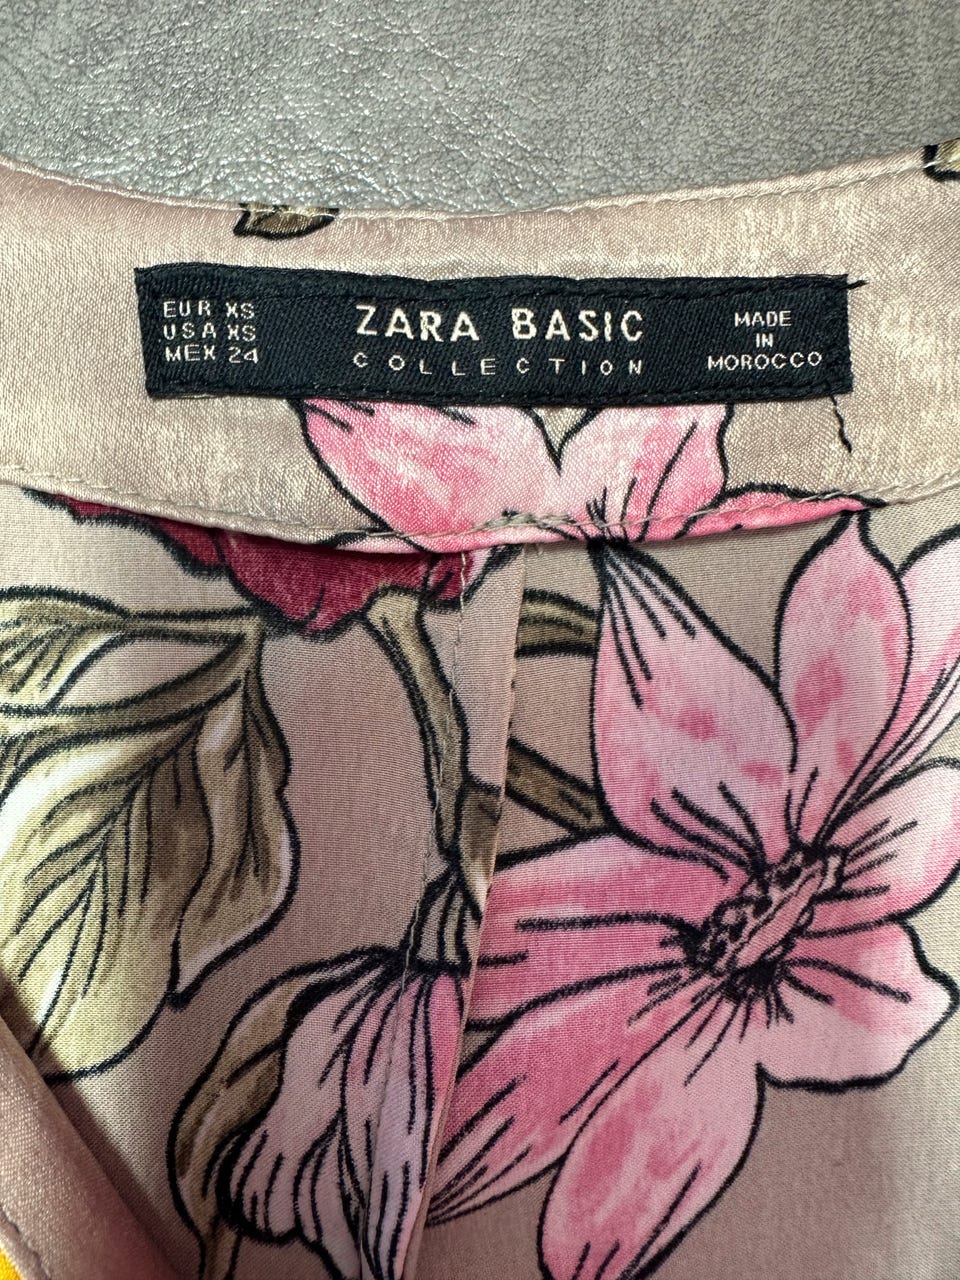 EUR XS
USA XS
MEX 24
ZARA BASIC
COLLECTION
MADE
IN
MOROCCO